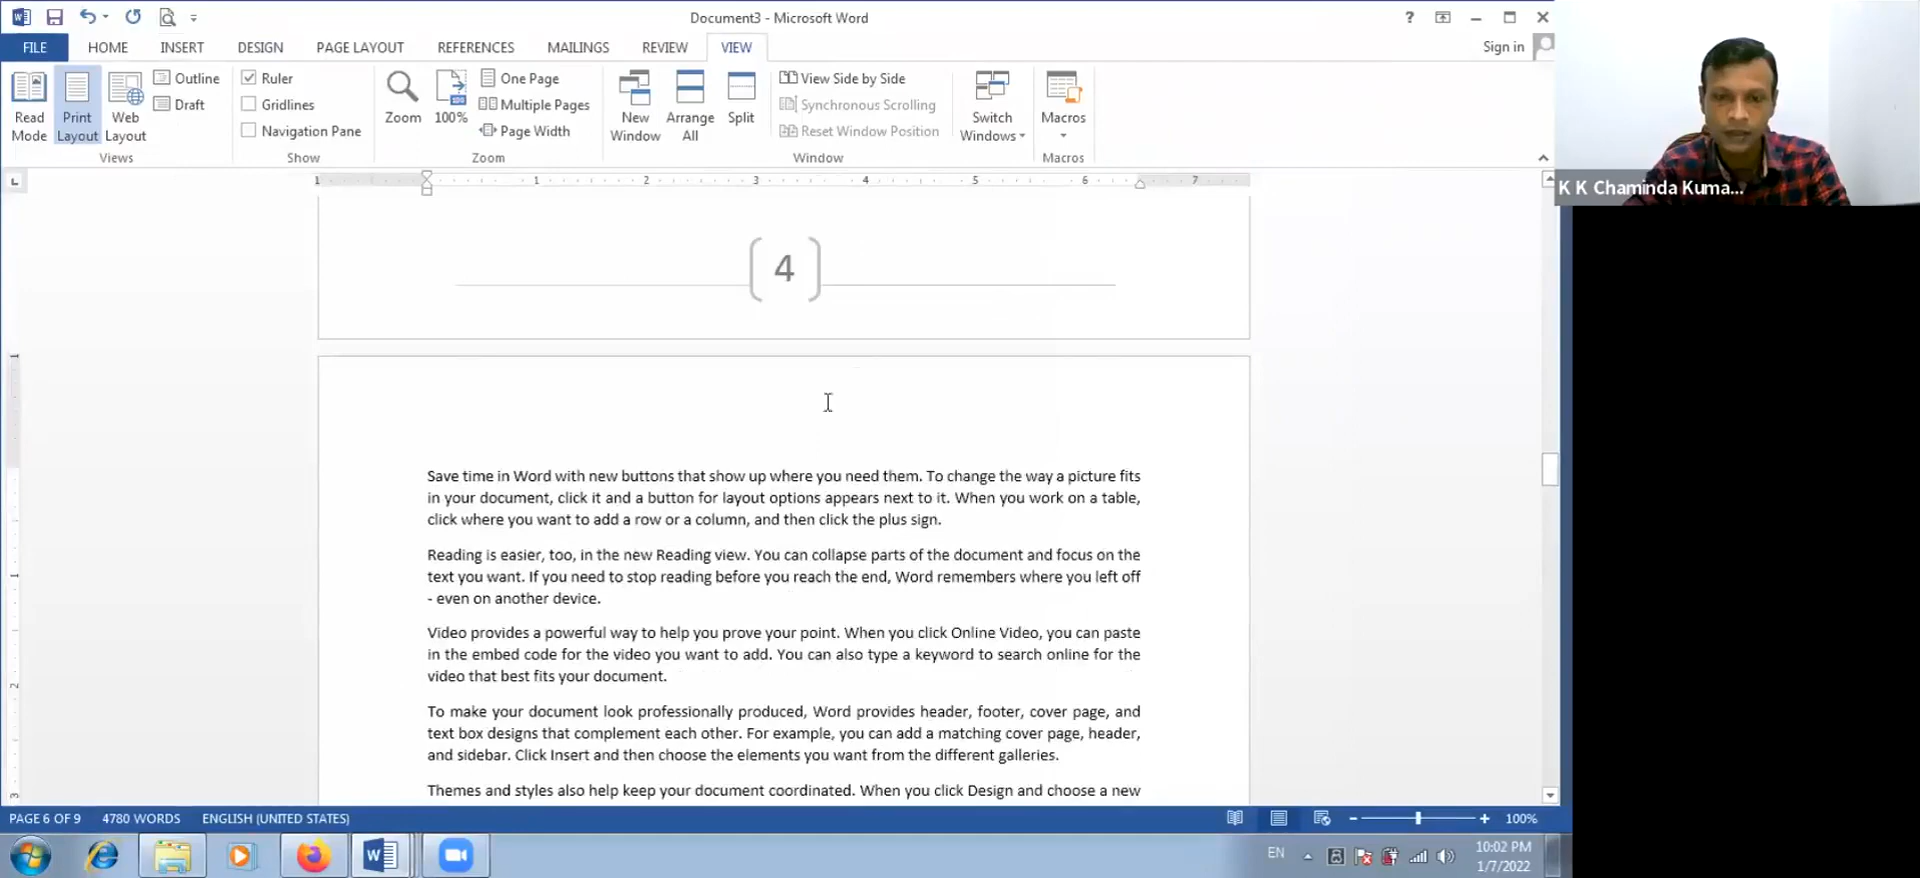 Document3 - Microsoft Word
?
FILE HOME INSERT DESIGN PAGE LAYOUT REFERENCES MAILINGS REVIEW VIEW Sign in
Read Mode
Print Layout
Web Layout
Outline
Draft
Views
Ruler
Gridlines
Navigation Pane
Show
Zoom
100%
One Page
Multiple Pages
Page Width
Zoom
New Window
Arrange All
Split
View Side by Side
Synchronous Scrolling
Reset Window Position
Window
Switch Windows
Macros
Macros
K K Chaminda Kuma...
1 1 2 3 4 5 6 7
4
1
1
2
3
Save time in Word with new buttons that show up where you need them. To change the way a picture fits
in your document, click it and a button for layout options appears next to it. When you work on a table,
click where you want to add a row or a column, and then click the plus sign.
Reading is easier, too, in the new Reading view. You can collapse parts of the document and focus on the
text you want. If you need to stop reading before you reach the end, Word remembers where you left off
- even on another device.
Video provides a powerful way to help you prove your point. When you click Online Video, you can paste
in the embed code for the video you want to add. You can also type a keyword to search online for the
video that best fits your document.
To make your document look professionally produced, Word provides header, footer, cover page, and
text box designs that complement each other. For example, you can add a matching cover page, header,
and sidebar. Click Insert and then choose the elements you want from the different galleries.
Themes and styles also help keep your document coordinated. When you click Design and choose a new
PAGE 6 OF 9 4780 WORDS ENGLISH (UNITED STATES) 100%
EN
10:02 PM
1/7/2022